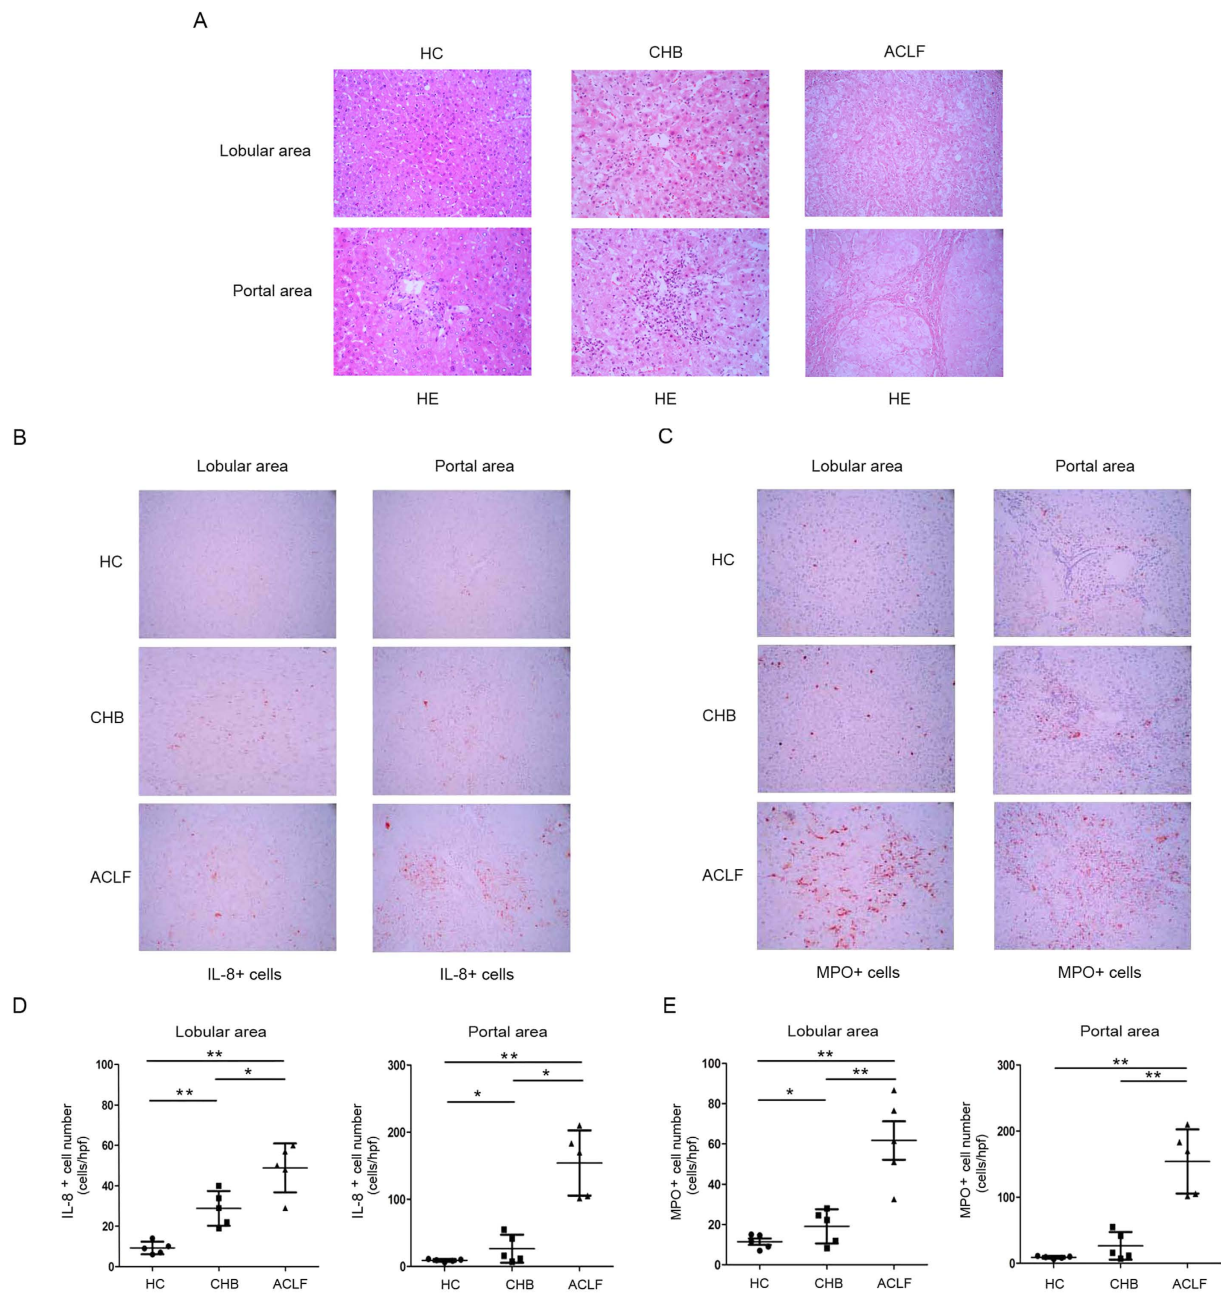 A
HC CHB ACLF
Lobular area
Portal area
HE HE HE
B
C
Lobular area Portal area
Lobular area Portal area
HC
HC
CHB
CHB
ACLF
ACLF
IL-8+ cells IL-8+ cells
MPO+ cells MPO+ cells
D
Lobular area
IL-8+ cell number
(cells/hpf)
100
80
60
40
20
0
**
*
**
HC CHB ACLF
Portal area
IL-8+ cell number
(cells/hpf)
300
200
100
0
**
*
*
HC CHB ACLF
E
Lobular area
MPO+ cell number
(cells/hpf)
100
80
60
40
20
0
**
**
*
HC CHB ACLF
Portal area
MPO+ cell number
(cells/hpf)
300
200
100
0
**
**
HC CHB ACLF